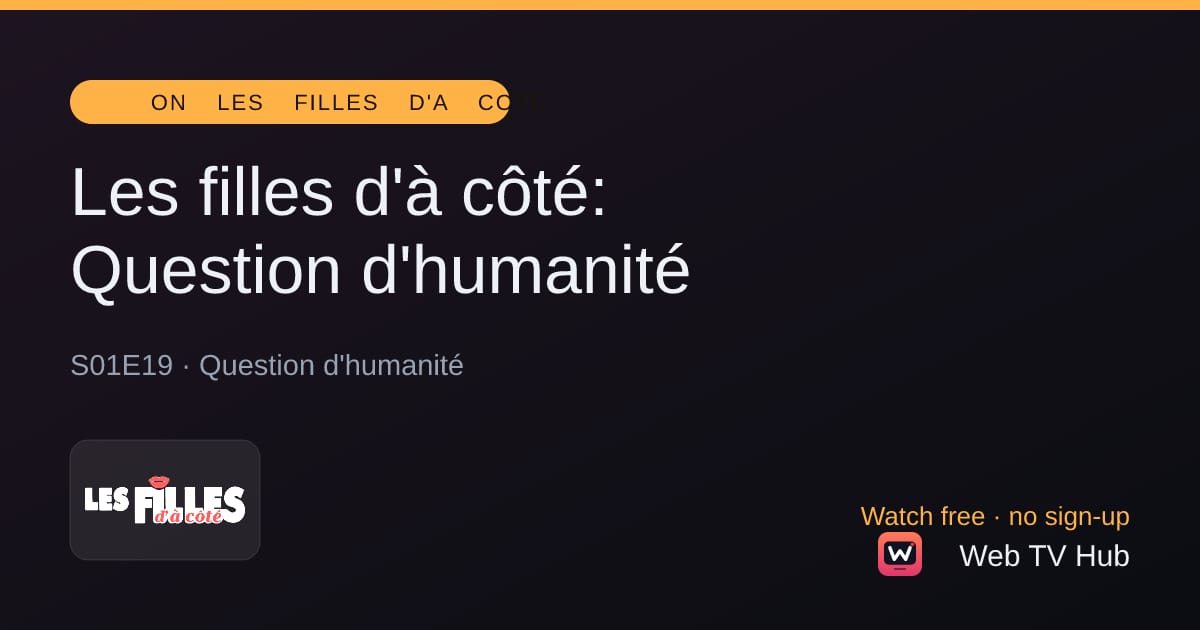 ON LES FILLES D'A CO
Les filles d'à côté:
Question d'humanité
S01E19 · Question d'humanité
LES FILLES
d'à côté
Watch free · no sign-up
W
Web TV Hub